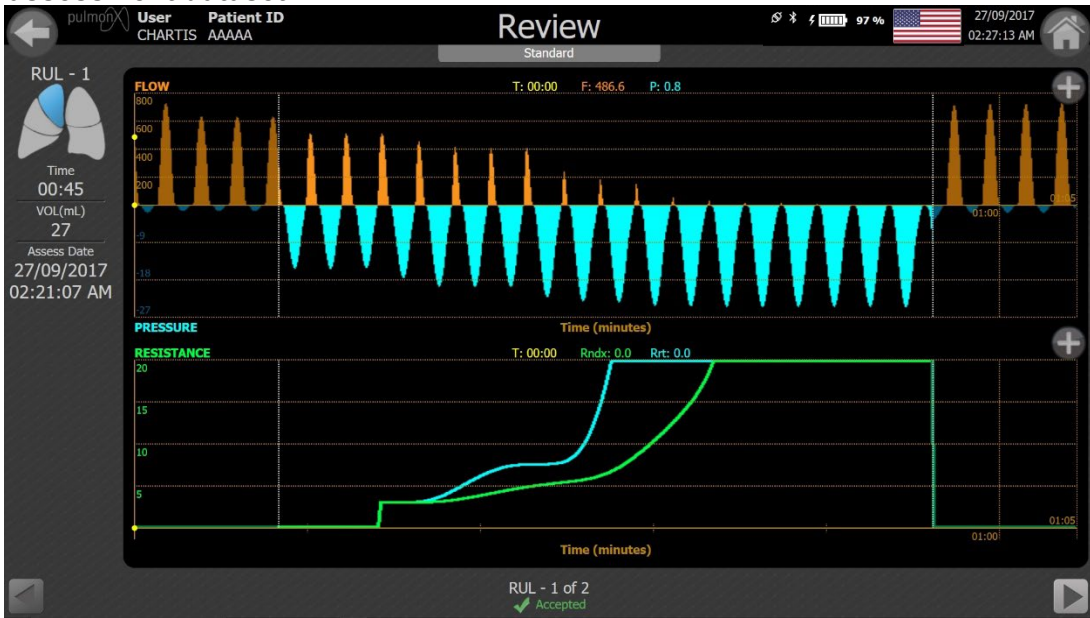 pulmonX
User Patient ID
CHARTIS AAAAA
Review
Standard
97 %
27/09/2017
02:27:13 AM
RUL - 1
Time
00:45
VOL(mL)
27
Assess Date
27/09/2017
02:21:07 AM
FLOW T: 00:00 F: 486.6 P: 0.8
800
600
400
200
-9
-18
-27
01:00
01:05
PRESSURE Time (minutes)
RESISTANCE T: 00:00 Rndx: 0.0 Rrt: 0.0
20
15
10
5
01:00
01:05
Time (minutes)
RUL - 1 of 2
Accepted